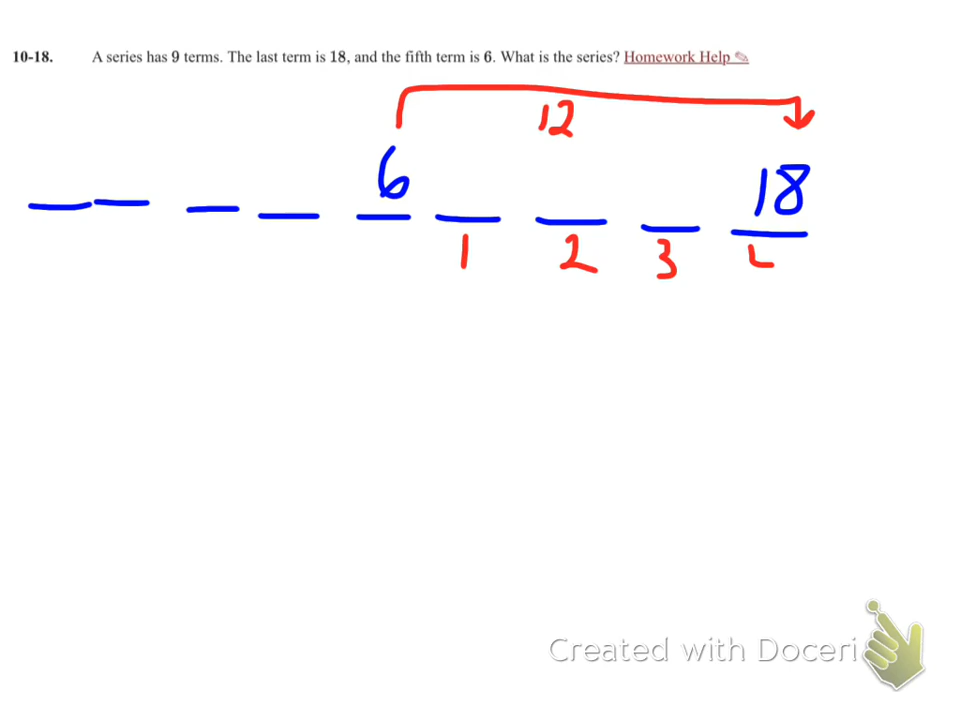 10-18. A series has 9 terms. The last term is 18, and the fifth term is 6. What is the series? Homework Help
12
6 18
1 2 3
Created with Doceri